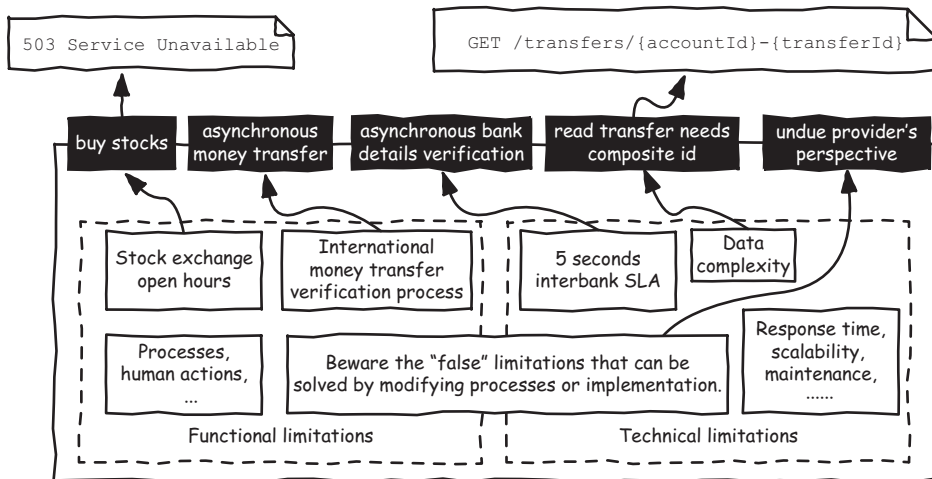 503 Service Unavailable
GET /transfers/{accountId}-{transferId}
buy stocks
asynchronous
money transfer
asynchronous bank
details verification
read transfer needs
composite id
undue provider's
perspective
Stock exchange
open hours
International
money transfer
verification process
5 seconds
interbank SLA
Data
complexity
Processes,
human actions,
...
Beware the “false” limitations that can be
solved by modifying processes or implementation.
Response time,
scalability,
maintenance,
......
Functional limitations
Technical limitations